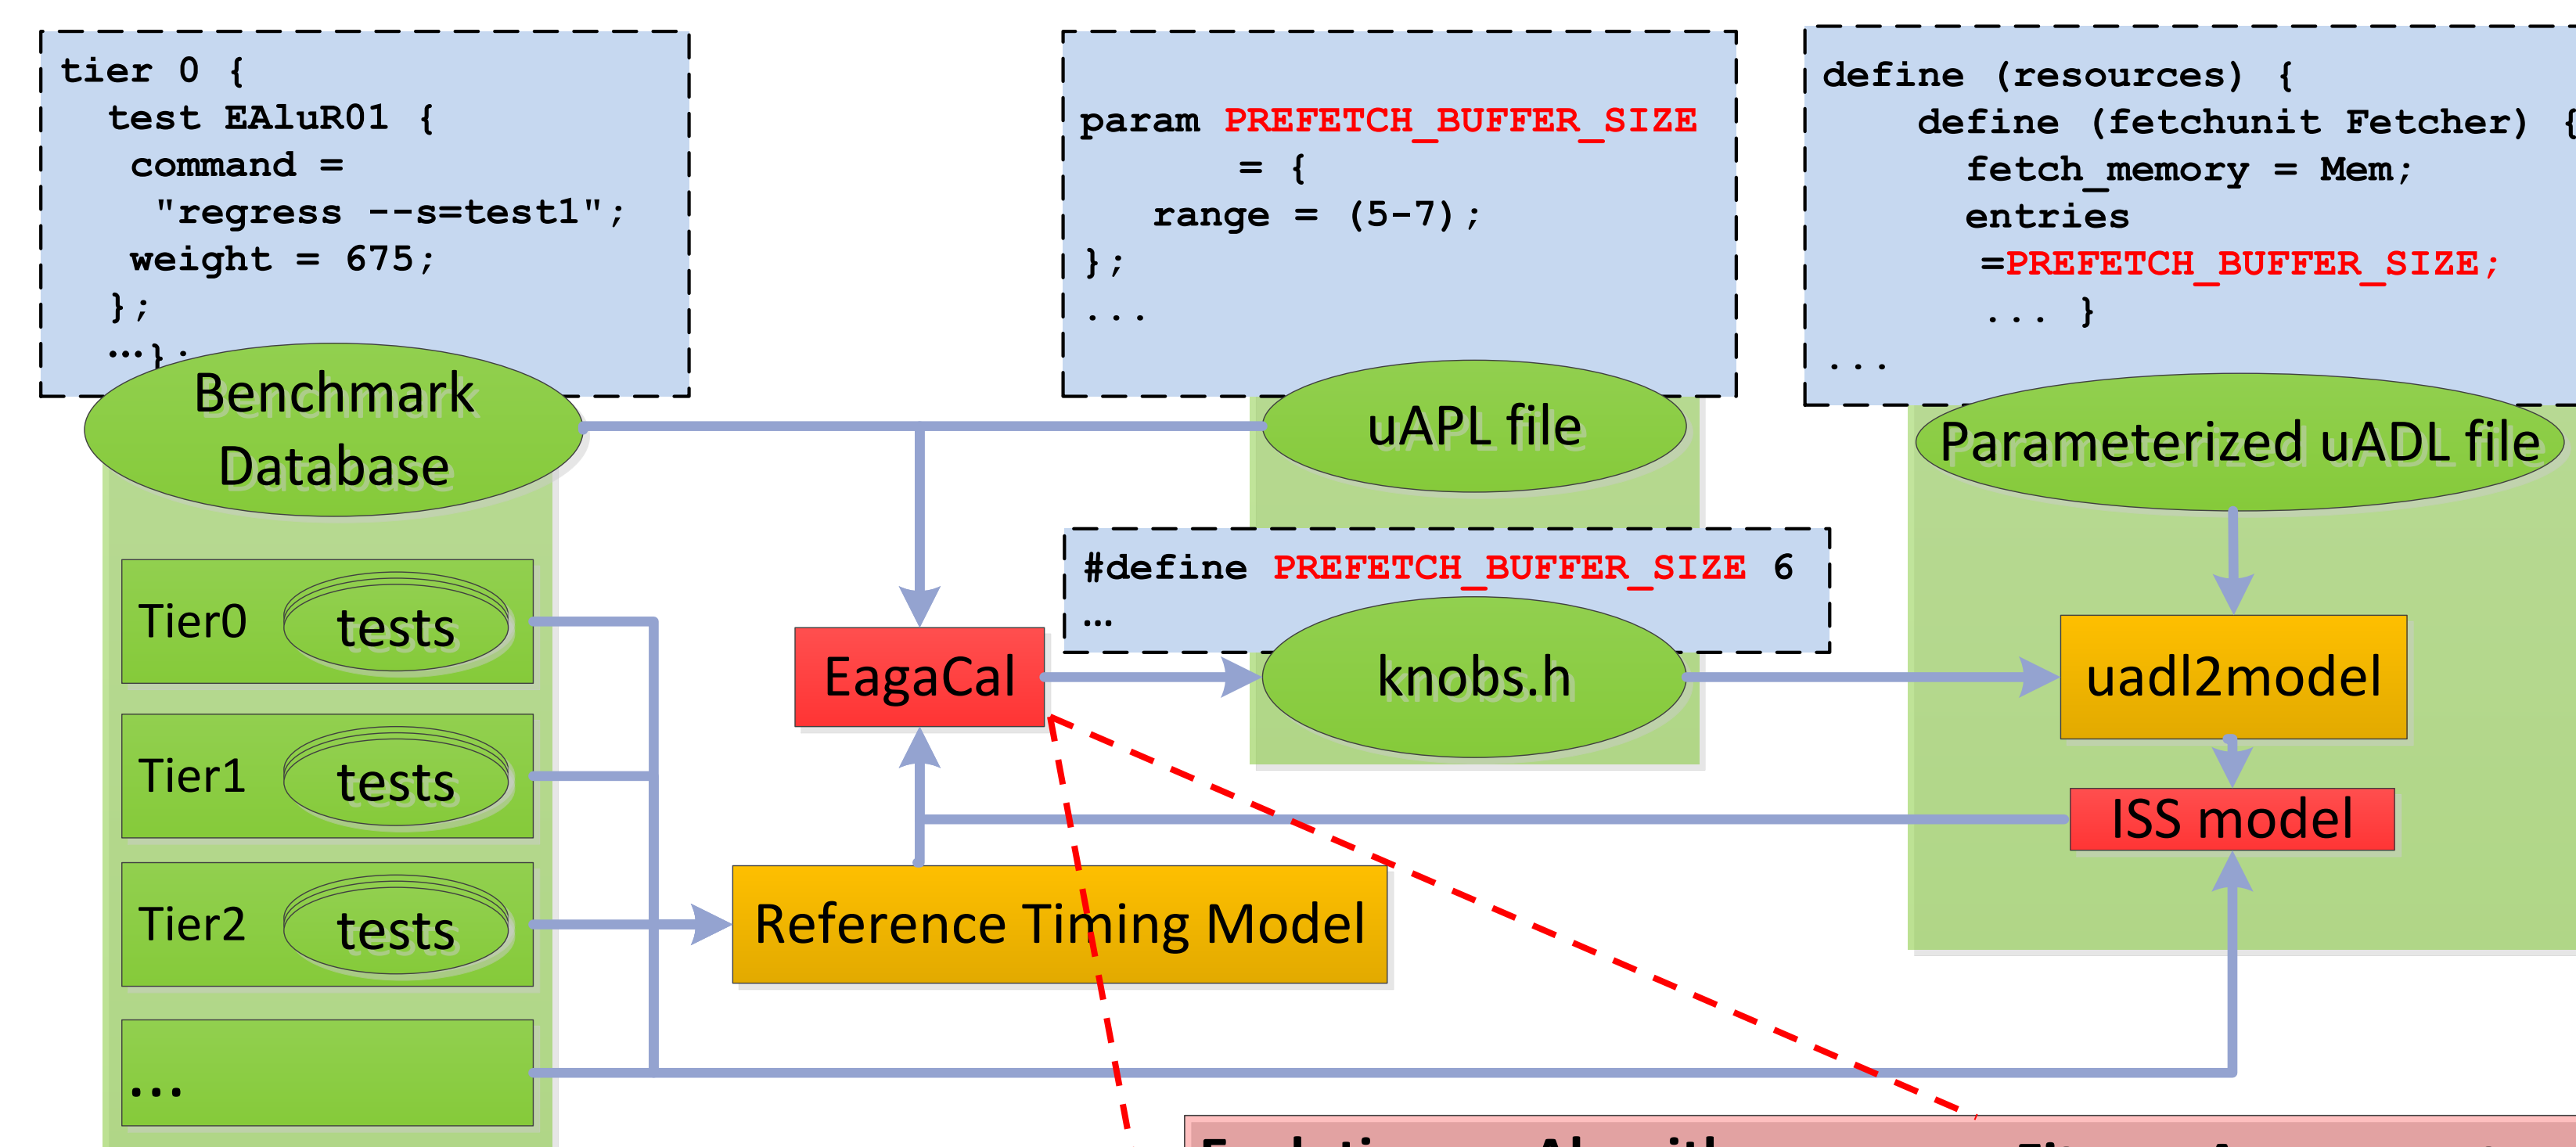 tier 0 {
test EAluR01 {
command =
"regress --s=test1";
weight = 675;
};
...};
Benchmark
Database
param PREFETCH_BUFFER_SIZE
= {
range = (5-7);
};
...
uAPL file
define (resources) {
define (fetchunit Fetcher) {
fetch_memory = Mem;
entries
=PREFETCH_BUFFER_SIZE;
... }
...
Parameterized uADL file
#define PREFETCH_BUFFER_SIZE 6
...
Tier0 tests
EagaCal
knobs.h
uadl2model
Tier1 tests
ISS model
Tier2 tests
Reference Timing Model
...